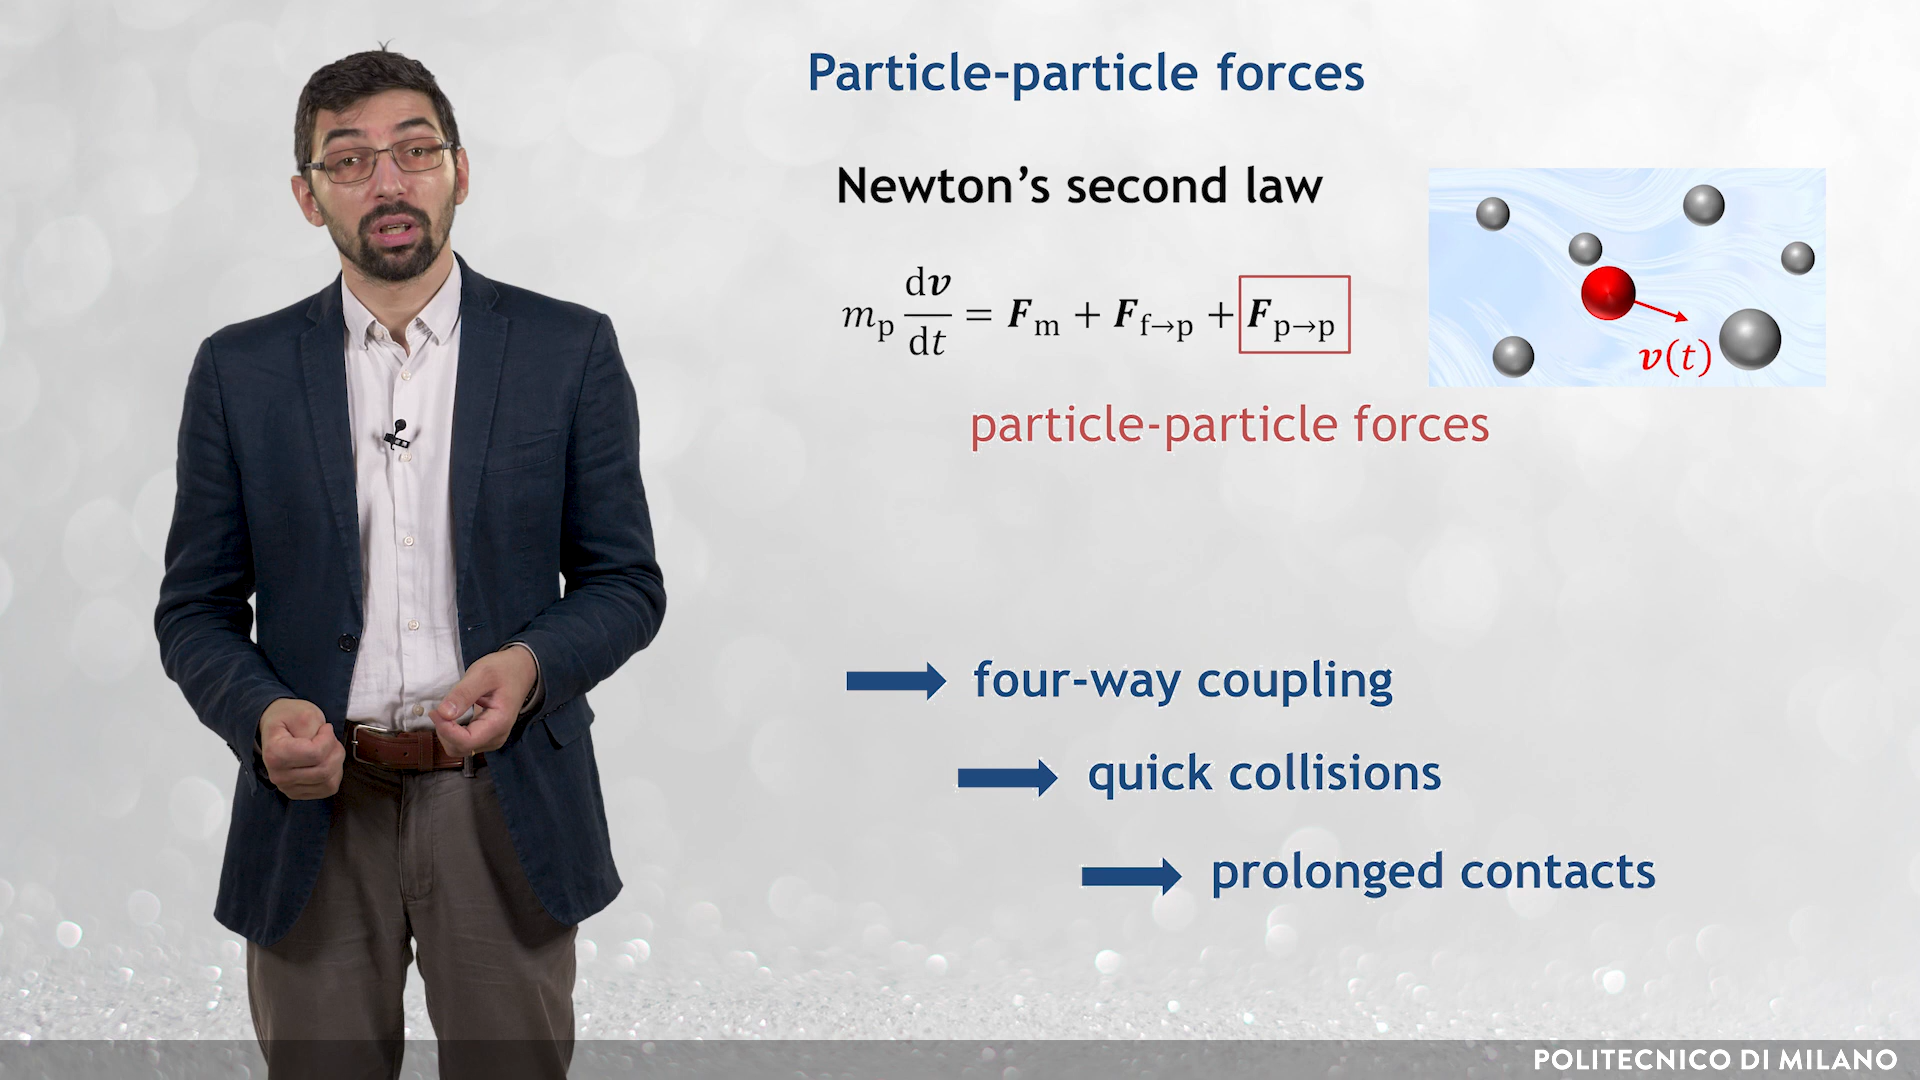 Particle-particle forces
Newton's second law
m_p d𝒗/dt = 𝑭_m + 𝑭_f→p + 𝑭_p→p
𝒗(t)
particle-particle forces
four-way coupling
quick collisions
prolonged contacts
POLITECNICO DI MILANO